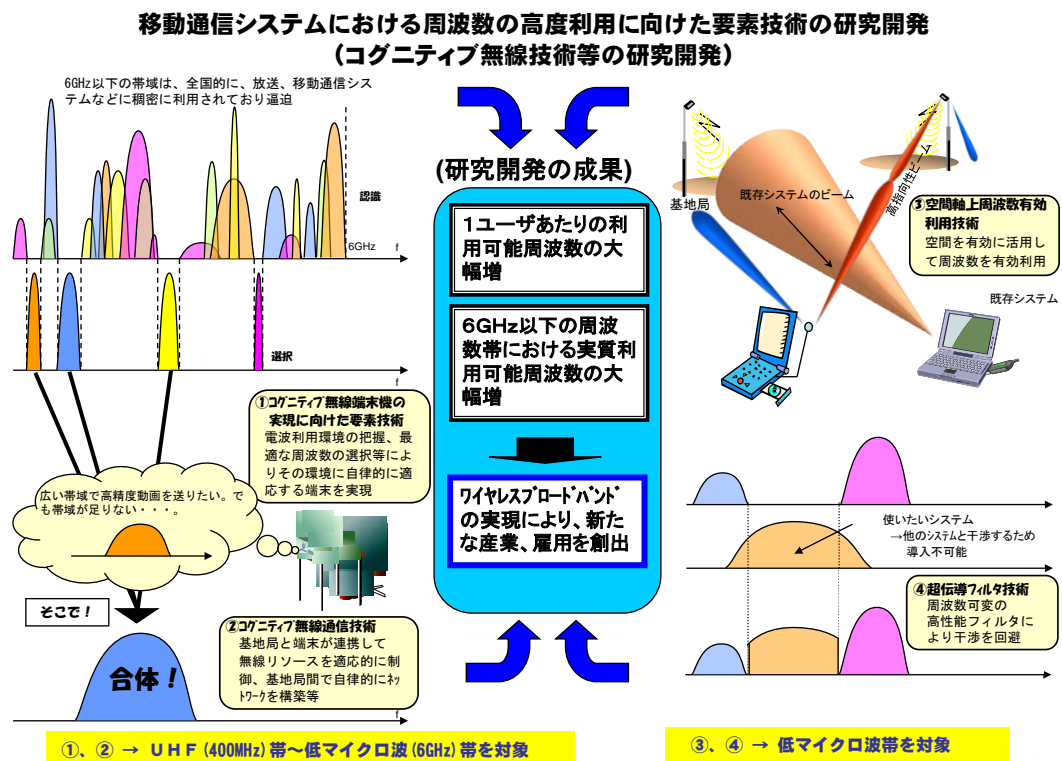 移動通信システムにおける周波数の高度利用に向けた要素技術の研究開発
(コグニティブ無線技術等の研究開発)
6GHz以下の帯域は、全国的に、放送、移動通信シス
テムなどに稠密に利用されており逼迫
認識
6GHz
f
選択
f
①コグニティブ無線端末機の
実現に向けた要素技術
電波利用環境の把握、最
適な周波数の選択等によ
りその環境に自律的に適
応する端末を実現
広い帯域で高精度動画を送りたい。で
も帯域が足りない・・・。
そこで!
合体!
f
②コグニティブ無線通信技術
基地局と端末が連携して
無線リソースを適応的に制
御、基地局間で自律的にネッ
トワークを構築等
①、② → UHF(400MHz)帯~低マイクロ波(6GHz)帯を対象
(研究開発の成果)
1ユーザあたりの利
用可能周波数の大
幅増
6GHz以下の周波
数帯における実質利
用可能周波数の大
幅増
ワイヤレスブロードバンド
の実現により、新た
な産業、雇用を創出
基地局
既存システムのビーム
高指向性ビーム
③空間軸上周波数有効
利用技術
空間を有効に活用し
て周波数を有効利用
既存システム
使いたいシステム
→他のシステムと干渉するため
導入不可能
④超伝導フィルタ技術
周波数可変の
高性能フィルタに
より干渉を回避
③、④ → 低マイクロ波帯を対象